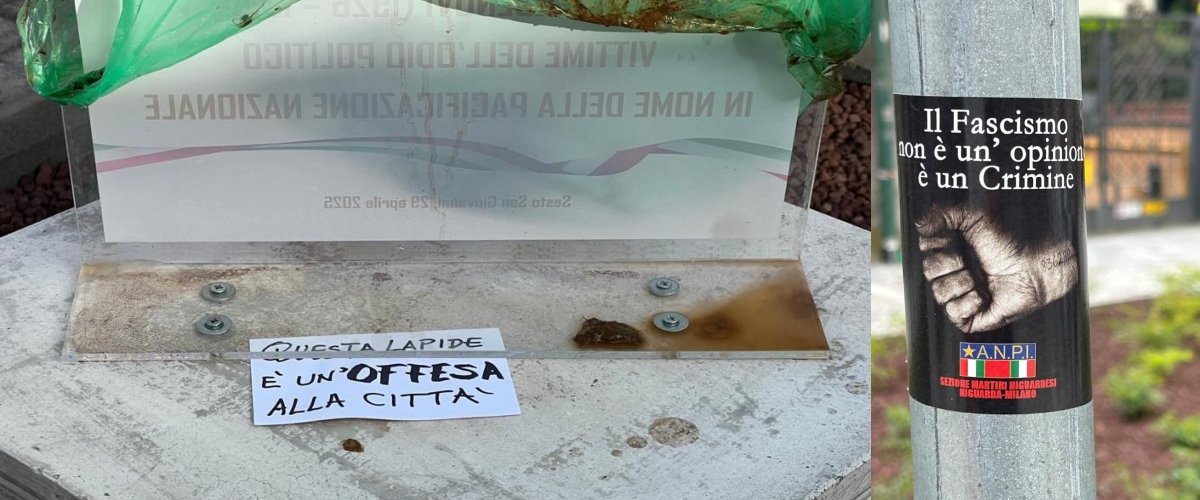 VITTIME DELL'ODIO POLITICO
IN NOME DELLA PACIFICAZIONE NAZIONALE
Sesto San Giovanni, 29 aprile 2025
QUESTA LAPIDE
È UN'OFFESA
ALLA CITTÀ
Il Fascismo
non è un' opinion
è un Crimine
A.N.P.I.
SEZIONE MARTIRI NIGUARDESI
NIGUARDA-MILANO